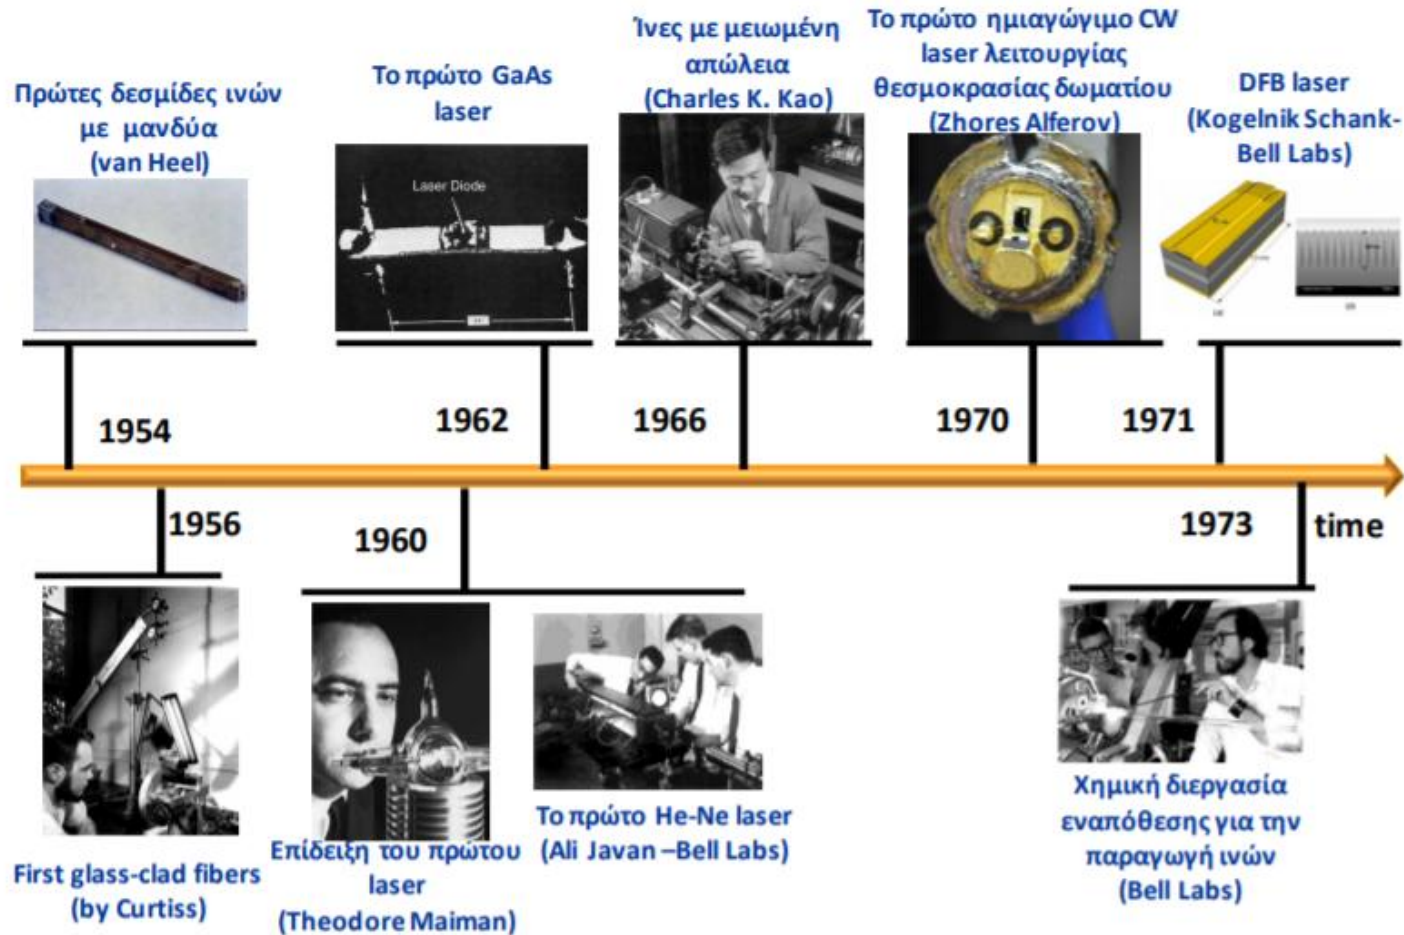 Πρώτες δεσμίδες ινών
με μανδύα
(van Heel)
Το πρώτο GaAs
laser
Laser Diode
Ίνες με μειωμένη
απώλεια
(Charles K. Kao)
Το πρώτο ημιαγώγιμο CW
laser λειτουργίας
θεσμοκρασίας δωματίου
(Zhores Alferov)
DFB laser
(Kogelnik Schank-
Bell Labs)
1954
1962
1966
1970
1971
1956
1960
1973
time
First glass-clad fibers
(by Curtiss)
Επίδειξη του πρώτου
laser
(Theodore Maiman)
Το πρώτο He-Ne laser
(Ali Javan –Bell Labs)
Χημική διεργασία
εναπόθεσης για την
παραγωγή ινών
(Bell Labs)